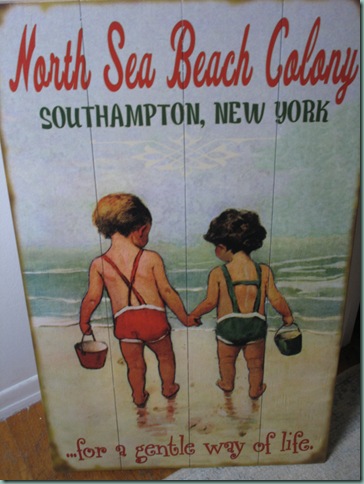 North Sea Beach Colony
SOUTHAMPTON, NEW YORK
...for a gentle way of life.